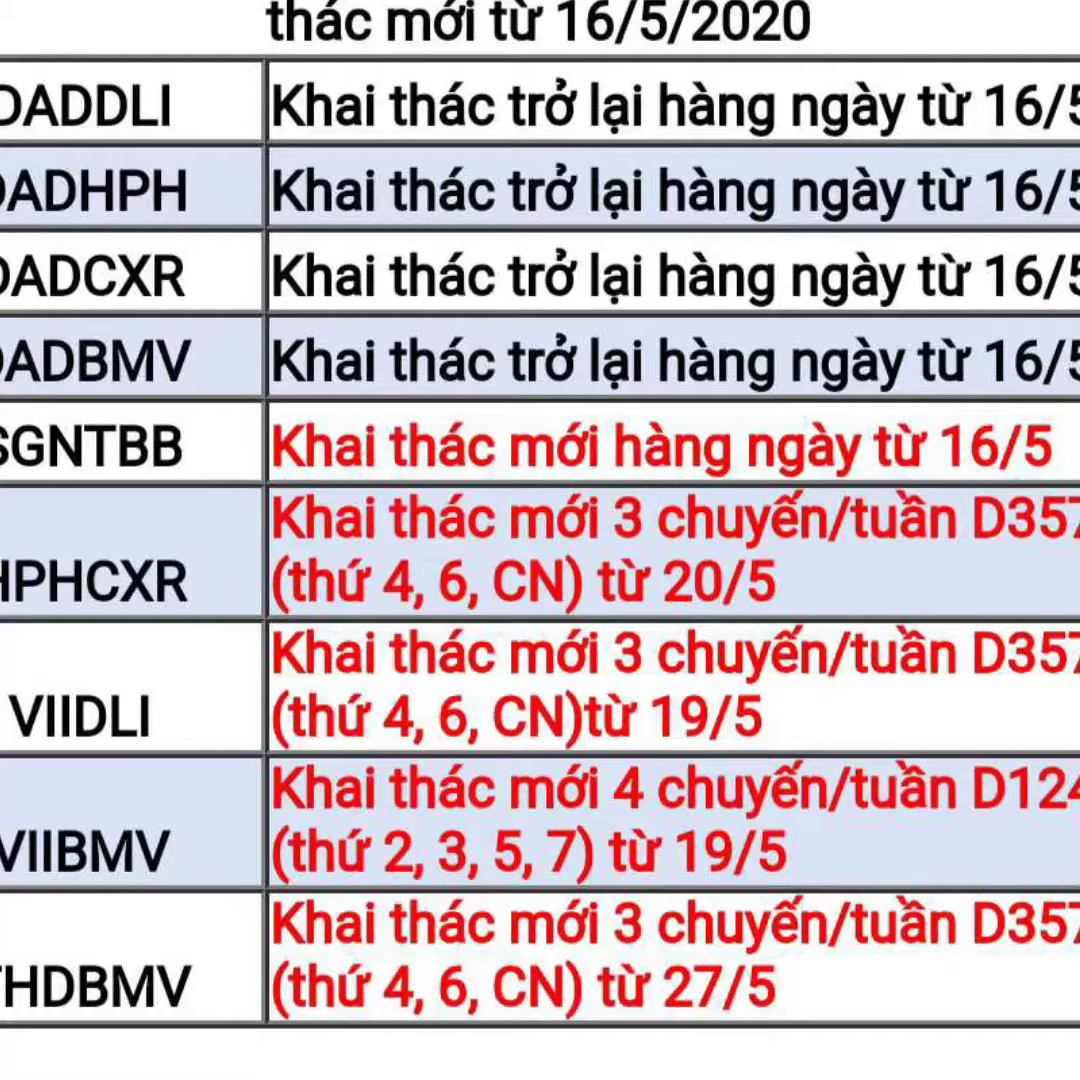 thác mới từ 16/5/2020
DADDLI Khai thác trở lại hàng ngày từ 16/5
DADHPH Khai thác trở lại hàng ngày từ 16/5
DADCXR Khai thác trở lại hàng ngày từ 16/5
DADBMV Khai thác trở lại hàng ngày từ 16/5
SGNTBB Khai thác mới hàng ngày từ 16/5
Khai thác mới 3 chuyến/tuần D357
HPHCXR (thứ 4, 6, CN) từ 20/5
Khai thác mới 3 chuyến/tuần D357
VIIDLI (thứ 4, 6, CN)từ 19/5
Khai thác mới 4 chuyến/tuần D124
VIIBMV (thứ 2, 3, 5, 7) từ 19/5
Khai thác mới 3 chuyến/tuần D357
THDBMV (thứ 4, 6, CN) từ 27/5